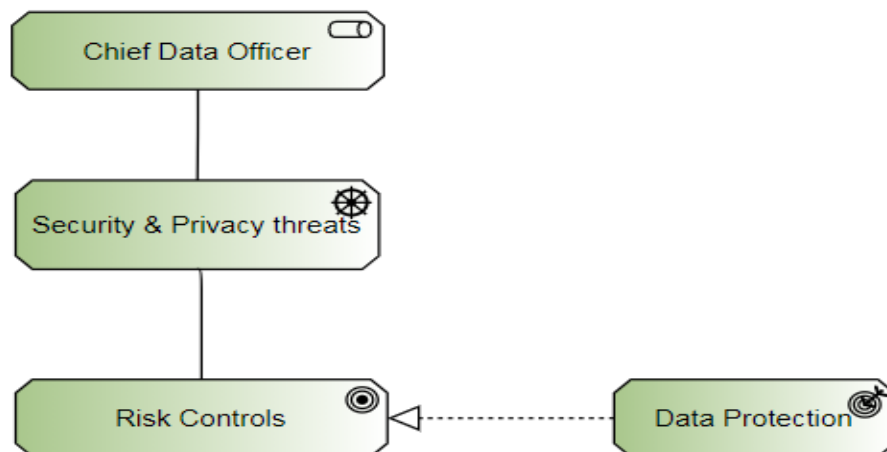 Chief Data Officer
Security & Privacy threats
Risk Controls
Data Protection